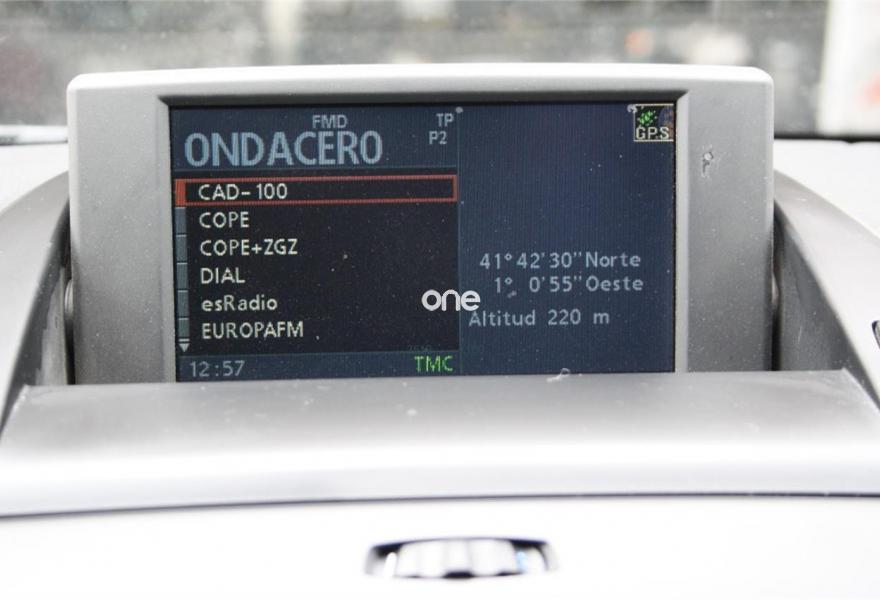 FMD
TP
ONDACERO
P2
GPS
CAD-100
COPE
COPE+ZGZ
DIAL
esRadio
EUROPAFM
41°42'30"Norte
1° 0'55"Oeste
Altitud 220 m
12:57
TMC
one